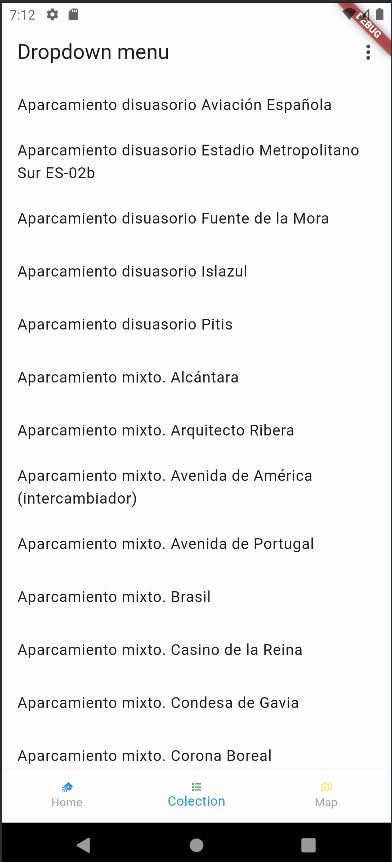 7:12
DEBUG
Dropdown menu
Aparcamiento disuasorio Aviación Española
Aparcamiento disuasorio Estadio Metropolitano
Sur ES-02b
Aparcamiento disuasorio Fuente de la Mora
Aparcamiento disuasorio Islazul
Aparcamiento disuasorio Pitis
Aparcamiento mixto. Alcántara
Aparcamiento mixto. Arquitecto Ribera
Aparcamiento mixto. Avenida de América
(intercambiador)
Aparcamiento mixto. Avenida de Portugal
Aparcamiento mixto. Brasil
Aparcamiento mixto. Casino de la Reina
Aparcamiento mixto. Condesa de Gavia
Aparcamiento mixto. Corona Boreal
Home
Colection
Map